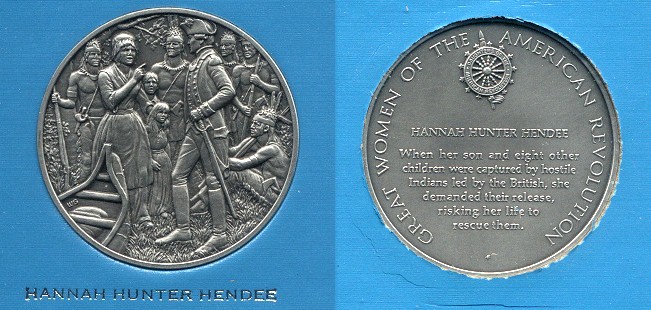 HANNAH HUNTER HENDEE
GREAT WOMEN OF THE AMERICAN REVOLUTION
HANNAH HUNTER HENDEE
When her son and eight other
children were captured by hostile
Indians led by the British, she
demanded their release,
risking her life to
rescue them.